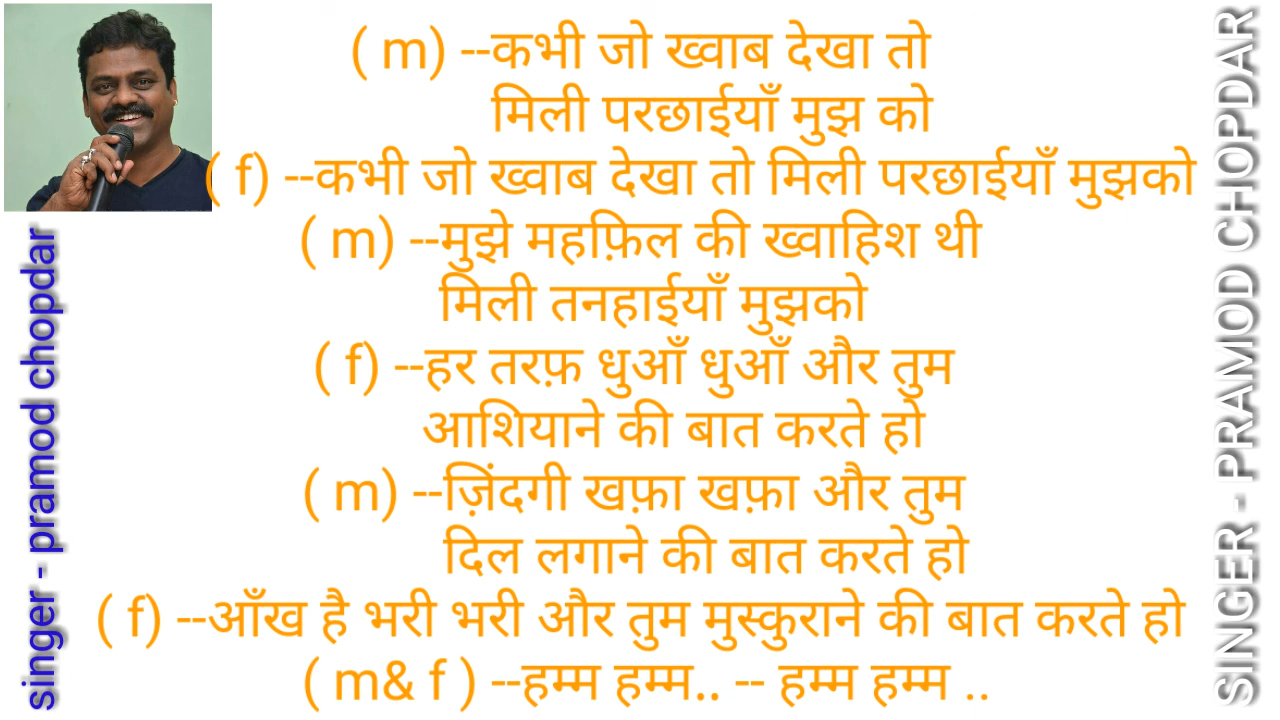 ( m) --कभी जो ख्वाब देखा तो
मिली परछाईयाँ मुझ को
( f) --कभी जो ख्वाब देखा तो मिली परछाईयाँ मुझको
( m) --मुझे महफ़िल की ख्वाहिश थी
मिली तनहाईयाँ मुझको
( f) --हर तरफ़ धुआँ धुआँ और तुम
आशियाने की बात करते हो
( m) --ज़िंदगी खफ़ा खफ़ा और तुम
दिल लगाने की बात करते हो
( f) --आँख है भरी भरी और तुम मुस्कुराने की बात करते हो
( m& f ) --हम्म हम्म.. -- हम्म हम्म ..
singer - pramod chopdar
SINGER - PRAMOD CHOPDAR